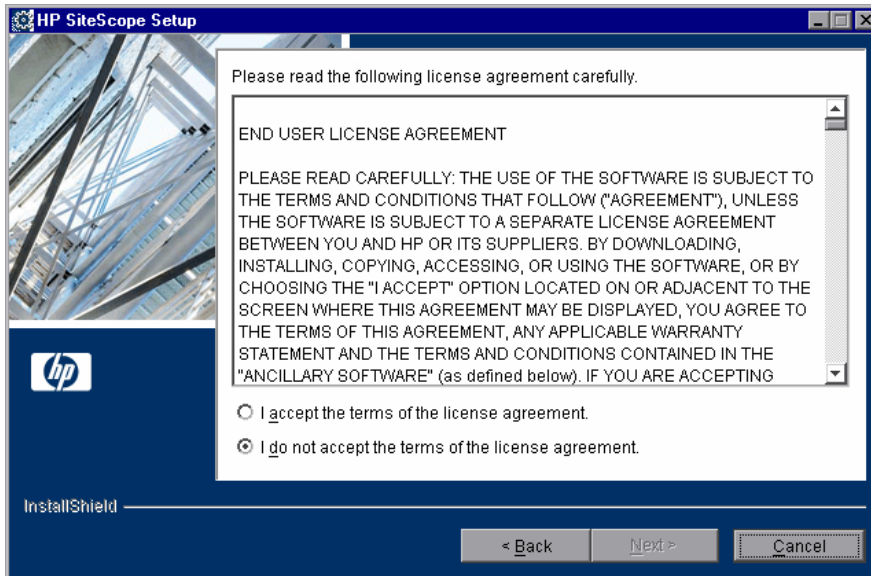 HP SiteScope Setup
Please read the following license agreement carefully.
END USER LICENSE AGREEMENT
PLEASE READ CAREFULLY: THE USE OF THE SOFTWARE IS SUBJECT TO
THE TERMS AND CONDITIONS THAT FOLLOW ("AGREEMENT"), UNLESS
THE SOFTWARE IS SUBJECT TO A SEPARATE LICENSE AGREEMENT
BETWEEN YOU AND HP OR ITS SUPPLIERS. BY DOWNLOADING,
INSTALLING, COPYING, ACCESSING, OR USING THE SOFTWARE, OR BY
CHOOSING THE "I ACCEPT" OPTION LOCATED ON OR ADJACENT TO THE
SCREEN WHERE THIS AGREEMENT MAY BE DISPLAYED, YOU AGREE TO
THE TERMS OF THIS AGREEMENT, ANY APPLICABLE WARRANTY
STATEMENT AND THE TERMS AND CONDITIONS CONTAINED IN THE
"ANCILLARY SOFTWARE" (as defined below). IF YOU ARE ACCEPTING
hp
I accept the terms of the license agreement.
I do not accept the terms of the license agreement.
InstallShield
< Back
Next >
Cancel